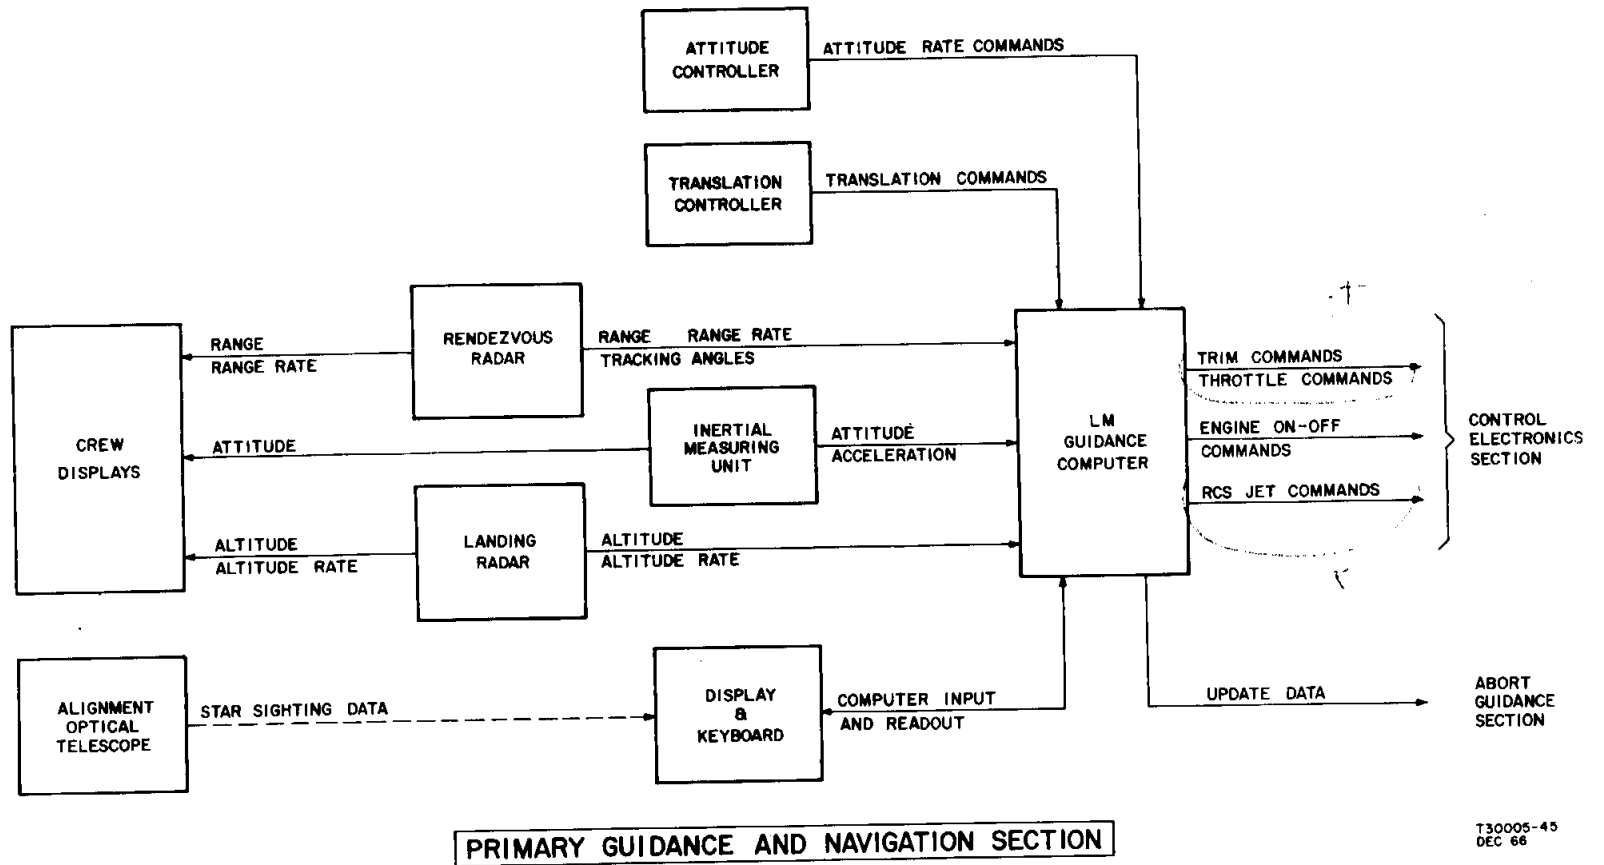 ATTITUDE
CONTROLLER
ATTITUDE RATE COMMANDS
TRANSLATION
CONTROLLER
TRANSLATION COMMANDS
CREW
DISPLAYS
RANGE
RANGE RATE
RENDEZVOUS
RADAR
RANGE RANGE RATE
TRACKING ANGLES
ATTITUDE
INERTIAL
MEASURING
UNIT
ATTITUDE
ACCELERATION
ALTITUDE
ALTITUDE RATE
LANDING
RADAR
ALTITUDE
ALTITUDE RATE
LM
GUIDANCE
COMPUTER
TRIM COMMANDS
THROTTLE COMMANDS
ENGINE ON-OFF
COMMANDS
RCS JET COMMANDS
CONTROL
ELECTRONICS
SECTION
ALIGNMENT
OPTICAL
TELESCOPE
STAR SIGHTING DATA
DISPLAY
&
KEYBOARD
COMPUTER INPUT
AND READOUT
UPDATE DATA
ABORT
GUIDANCE
SECTION
PRIMARY GUIDANCE AND NAVIGATION SECTION
T30005-45
DEC 66